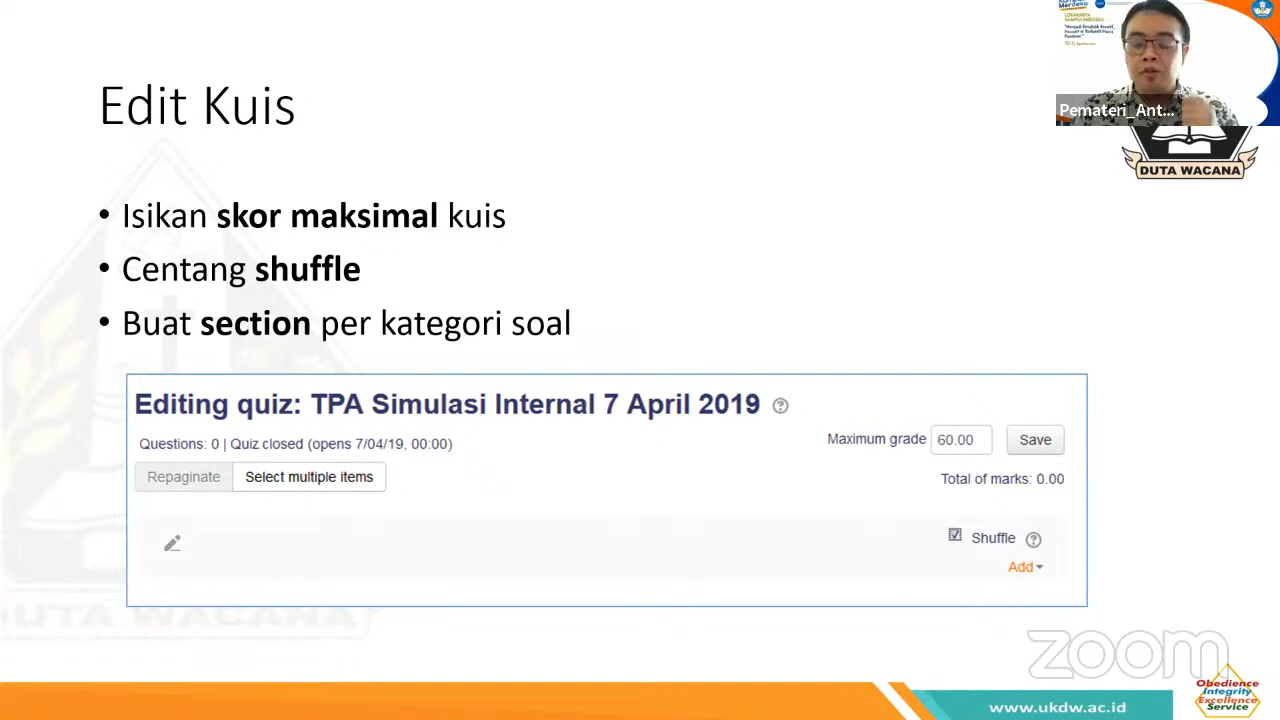 Edit Kuis
• Isikan skor maksimal kuis
• Centang shuffle
• Buat section per kategori soal
Editing quiz: TPA Simulasi Internal 7 April 2019
Questions: 0 | Quiz closed (opens 7/04/19, 00:00)
Maximum grade 60.00 Save
Repaginate Select multiple items
Total of marks: 0.00
Shuffle
Add
Merdeka
Pemateri_Ant...
DUTA WACANA
DUTA WACANA
zoom
www.ukdw.ac.id
Obedience
Integrity
Excellence
Service